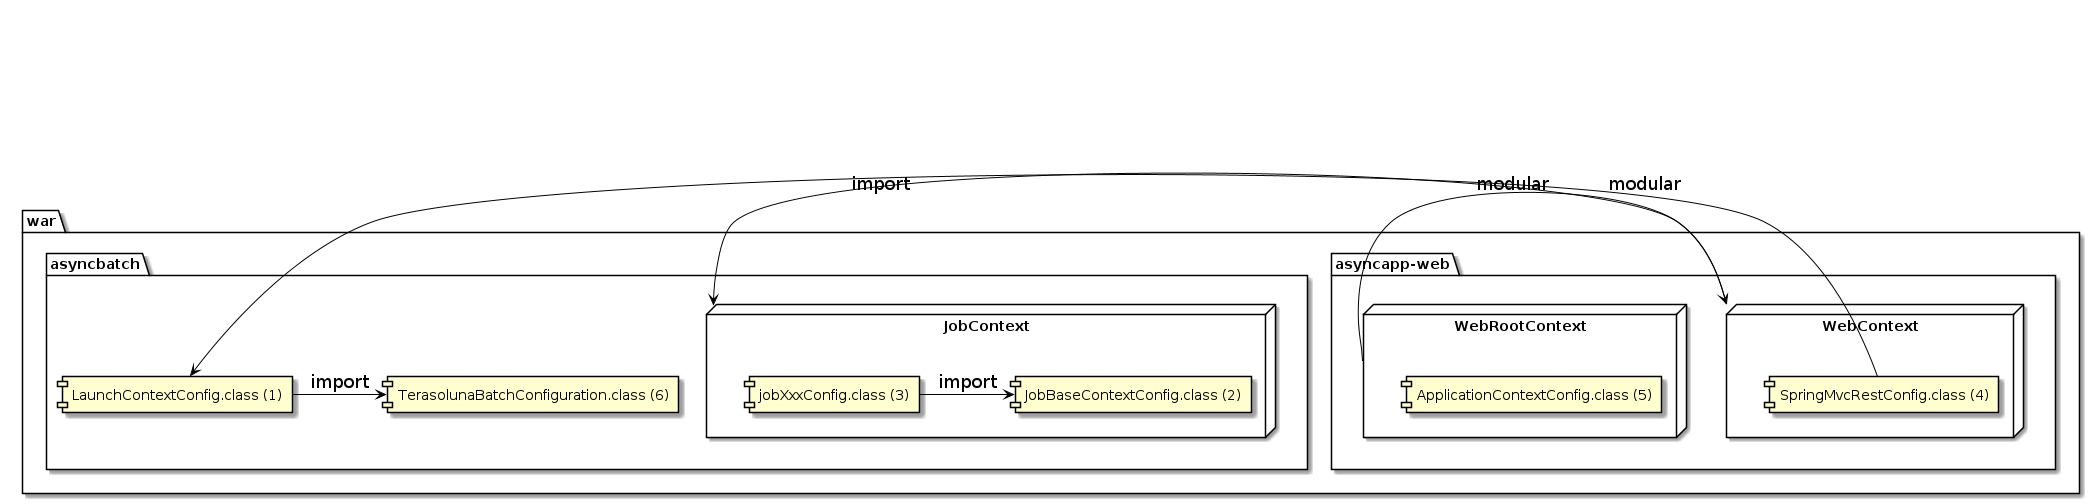 import
modular
modular
war
asyncbatch
asyncapp-web
JobContext
WebRootContext
WebContext
import
import
LaunchContextConfig.class (1)
TerasolunaBatchConfiguration.class (6)
jobXxxConfig.class (3)
JobBaseContextConfig.class (2)
ApplicationContextConfig.class (5)
SpringMvcRestConfig.class (4)